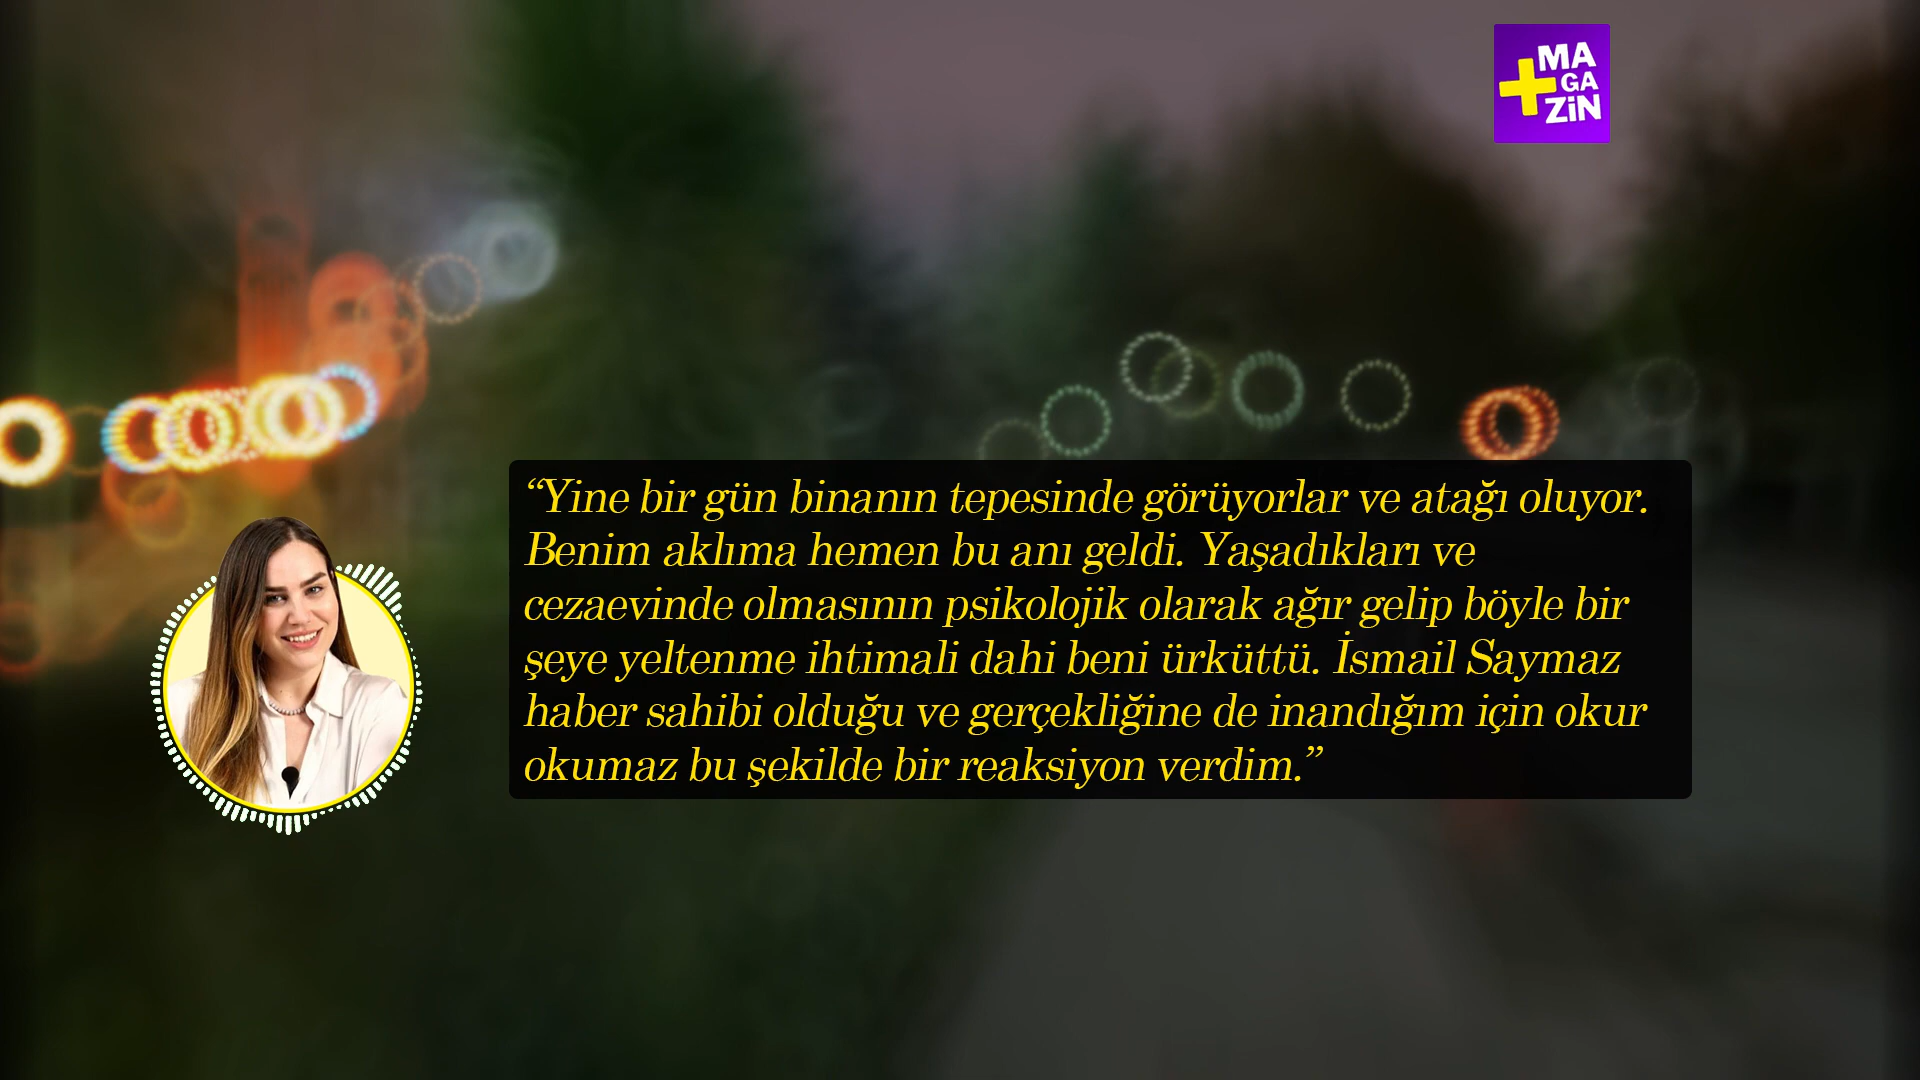 +MA
GA
ZiN
“Yine bir gün binanın tepesinde görüyorlar ve atağı oluyor.
Benim aklıma hemen bu anı geldi. Yaşadıkları ve
cezaevinde olmasının psikolojik olarak ağır gelip böyle bir
şeye yeltenme ihtimali dahi beni ürküttü. İsmail Saymaz
haber sahibi olduğu ve gerçekliğine de inandığım için okur
okumaz bu şekilde bir reaksiyon verdim.”